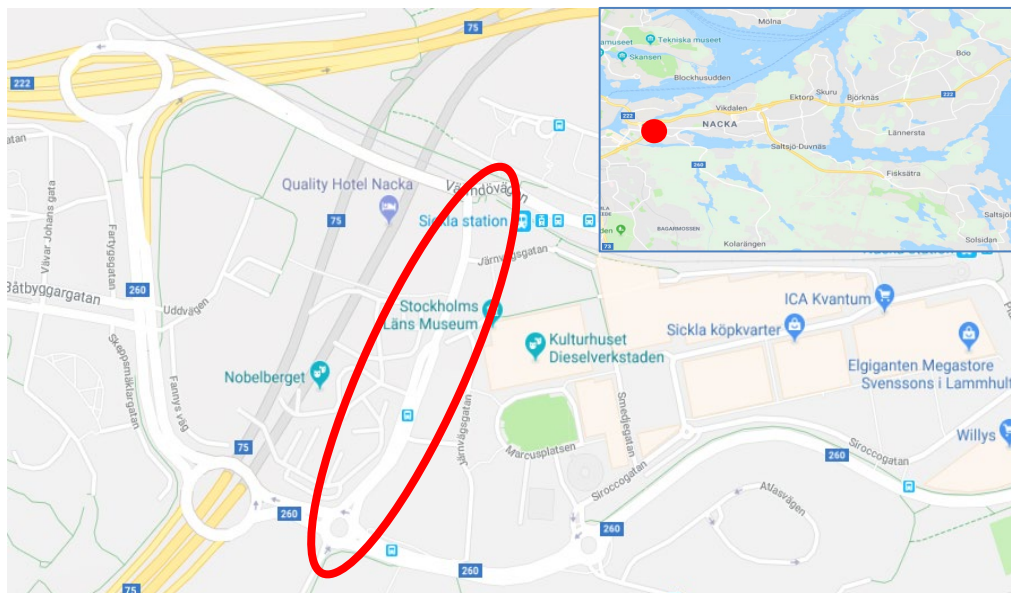 75
222
Quality Hotel Nacka
75
Värmdövägen
Sickla station
Järnvägsgatan
Vävar Johans gata
Fartygsgatan
260
Båtbyggargatan
Uddvägen
Skeppsmäklargatan
Fannys väg
Stockholms
Läns Museum
Kulturhuset
Dieselverkstaden
Nobelberget
Järnvägsgatan
Smedjegatan
Marcusplatsen
Siroccogatan
Sickla köpkvarter
ICA Kvantum
Elgiganten Megastore
Svenssons i Lammhult
Willys
Siroccogatan
260
Atlasvägen
75
260
260
260
75
Mölna
Tekniska museet
Skansen
Blockhusudden
Boo
222
Skuru
Ektorp
Björknäs
Vikdalen
222
NACKA
Lännersta
Saltsjö-Duvnäs
260
Fisksätra
BAGARMOSSEN
Kolarängen
Solsidan
73